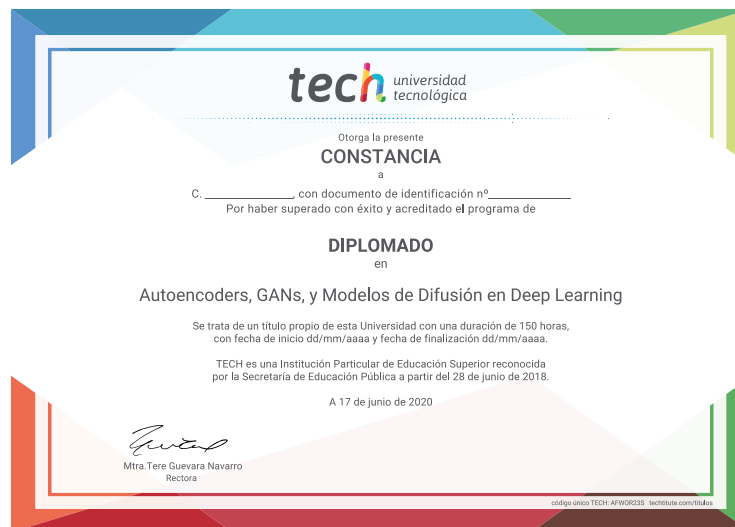 tech universidad
tecnológica
Otorga la presente
CONSTANCIA
a
C. ______________, con documento de identificación nº______________
Por haber superado con éxito y acreditado el programa de
DIPLOMADO
en
Autoencoders, GANs, y Modelos de Difusión en Deep Learning
Se trata de un título propio de esta Universidad con una duración de 150 horas,
con fecha de inicio dd/mm/aaaa y fecha de finalización dd/mm/aaaa.
TECH es una Institución Particular de Educación Superior reconocida
por la Secretaría de Educación Pública a partir del 28 de junio de 2018.
A 17 de junio de 2020
Mtra.Tere Guevara Navarro
Rectora
código único TECH: AFWOR23S techtitute.com/titulos